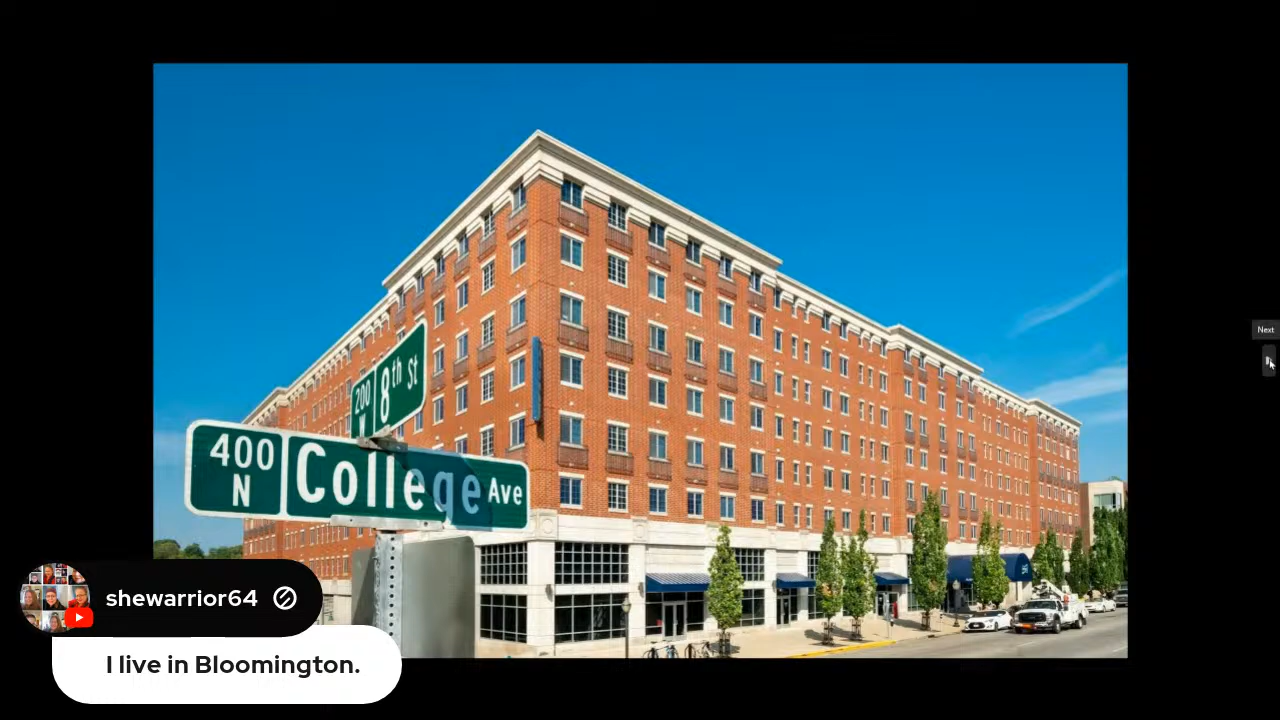 200
W
8th St
400
N
College Ave
Next
shewarrior64
I live in Bloomington.